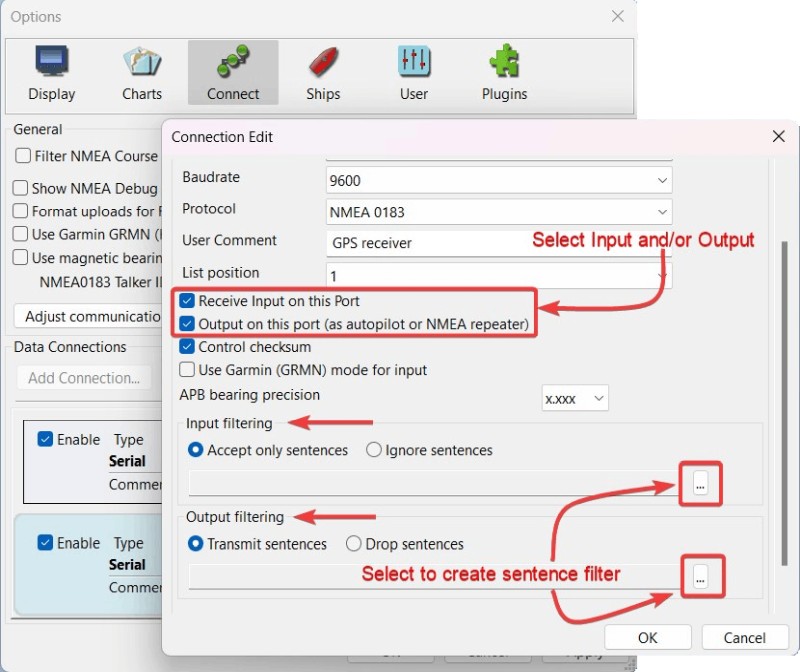 Options
Display Charts Connect Ships User Plugins
General
Filter NMEA Course
Show NMEA Debug
Format uploads for
Use Garmin GRMN (
Use magnetic bearin
NMEA0183 Talker I
Adjust communicatio
Data Connections
Add Connection...
Enable Type
Serial
Commen
Enable Type
Serial
Commen
Connection Edit
Baudrate 9600
Protocol NMEA 0183
User Comment GPS receiver
Select Input and/or Output
List position 1
Receive Input on this Port
Output on this port (as autopilot or NMEA repeater)
Control checksum
Use Garmin (GRMN) mode for input
APB bearing precision x.xxx
Input filtering
Accept only sentences Ignore sentences
...
Output filtering
Transmit sentences Drop sentences
Select to create sentence filter
...
OK Cancel